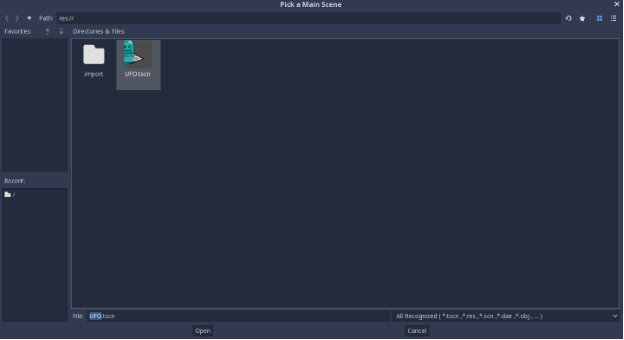 Pick a Main Scene
Path: res://
Favorites:
Directories & Files:
import
UFO.tscn
Recent:
/
File: UFO.tscn
All Recognized ( *.tscn ,*.res ,*.scn ,*.dae ,*.obj , ... )
Open
Cancel